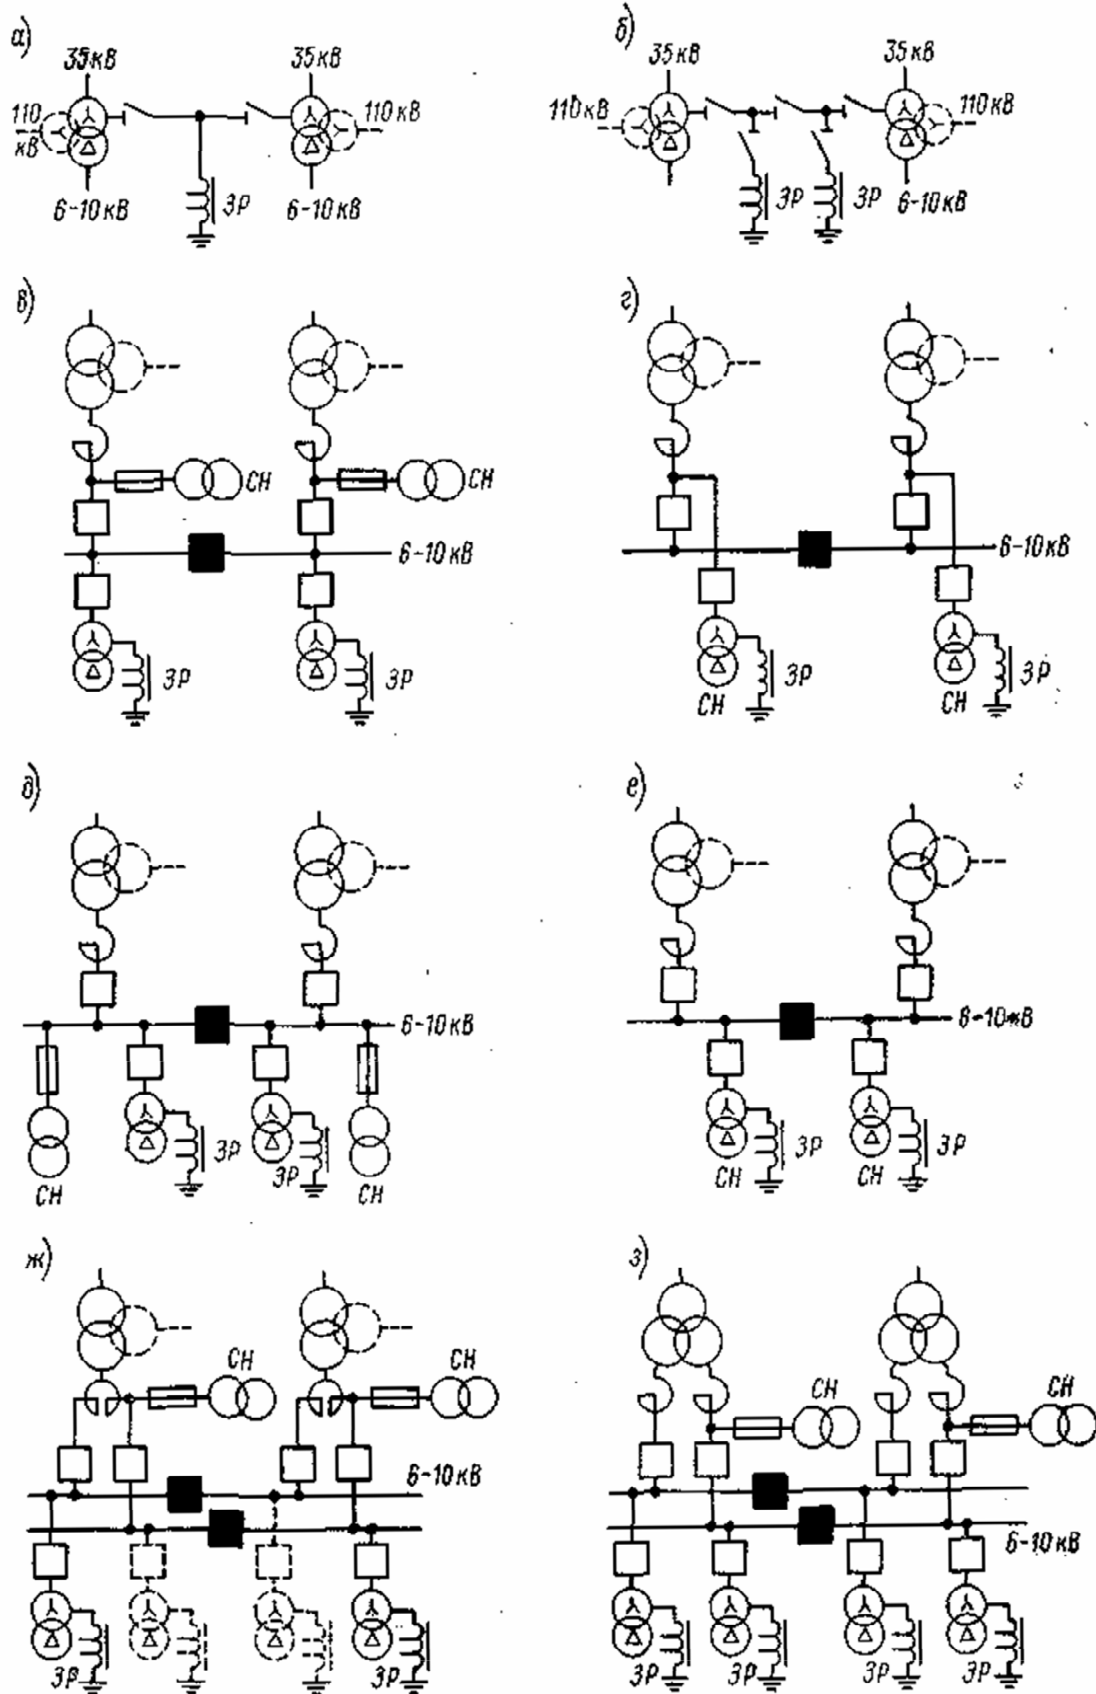 а) б)
35кВ 35кВ 35кВ 35кВ
110 кВ 110кВ 110кВ 110кВ
6-10кВ ЗР 6-10кВ ЗР ЗР 6-10кВ
в) г)
СН СН
6-10кВ 6-10кВ
ЗР ЗР СН ЗР СН ЗР
д) е)
6-10кВ 6-10кВ
СН ЗР ЗР СН СН ЗР СН ЗР
ж) з)
СН СН СН СН
6-10кВ 6-10кВ
ЗР ЗР ЗР ЗР ЗР ЗР